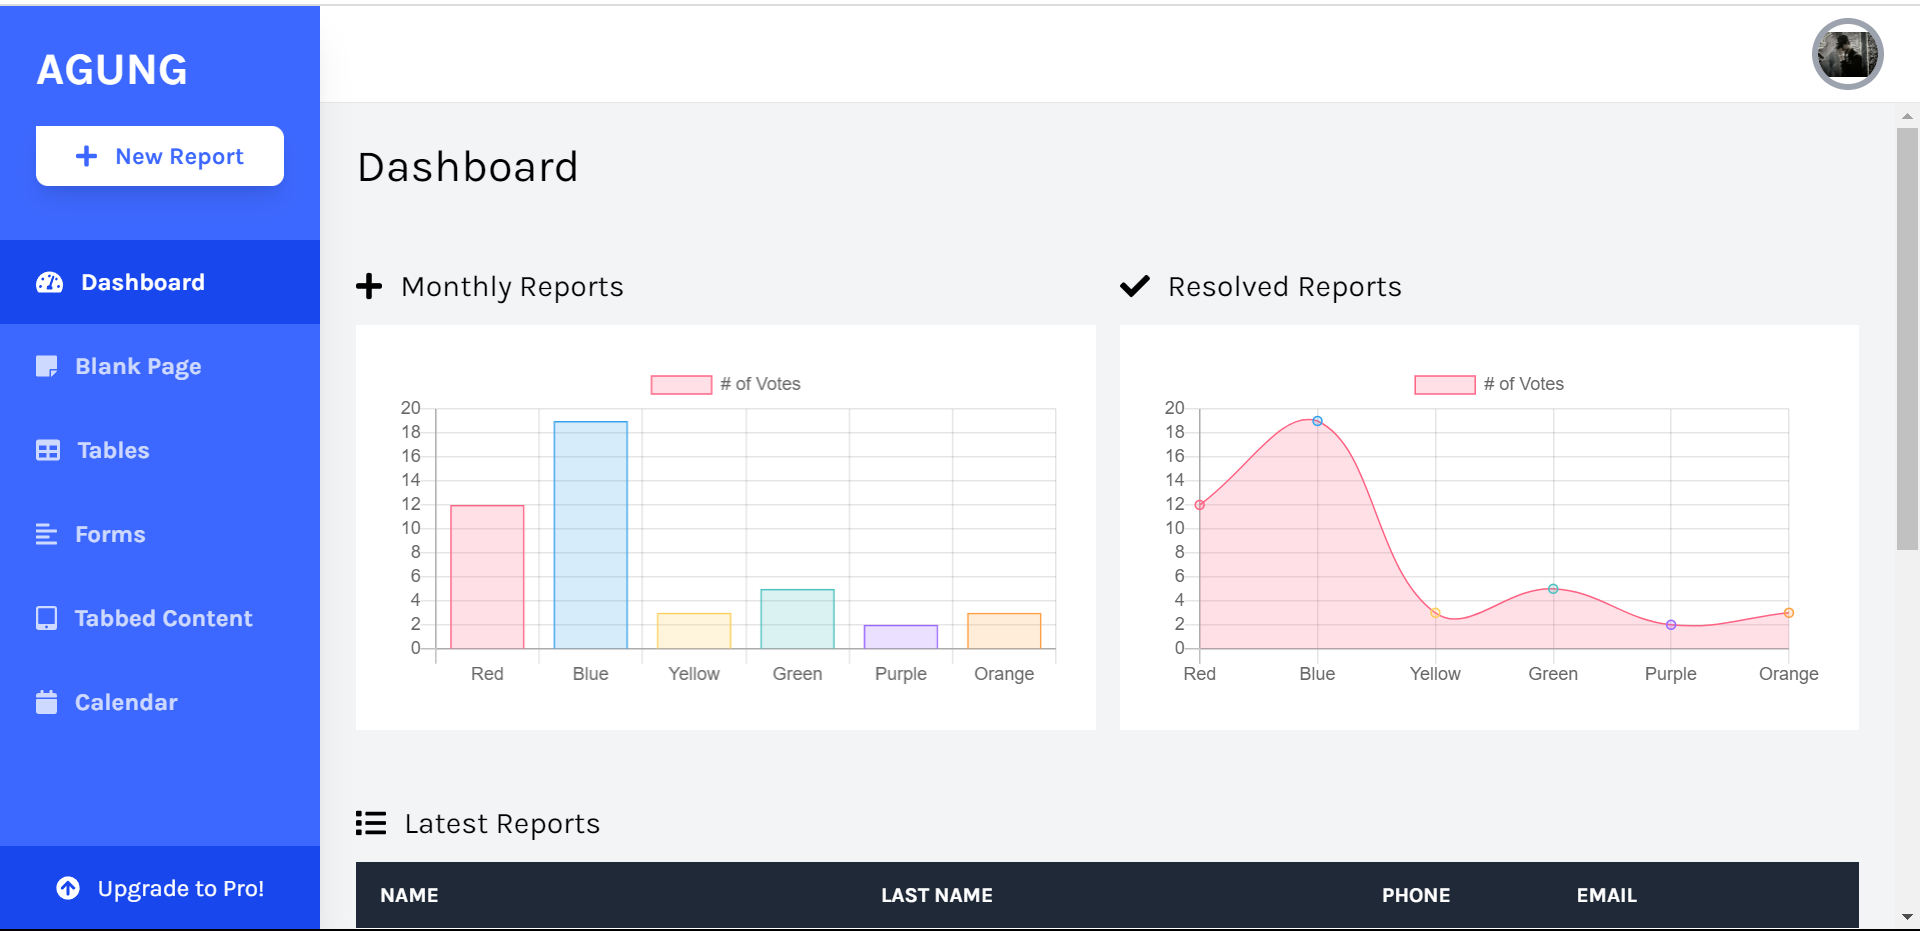 AGUNG
New Report
Dashboard
Blank Page
Tables
Forms
Tabbed Content
Calendar
Upgrade to Pro!
Dashboard
Monthly Reports
# of Votes
20
18
16
14
12
10
8
6
4
2
0
Red Blue Yellow Green Purple Orange
Resolved Reports
# of Votes
20
18
16
14
12
10
8
6
4
2
0
Red Blue Yellow Green Purple Orange
Latest Reports
NAME LAST NAME PHONE EMAIL